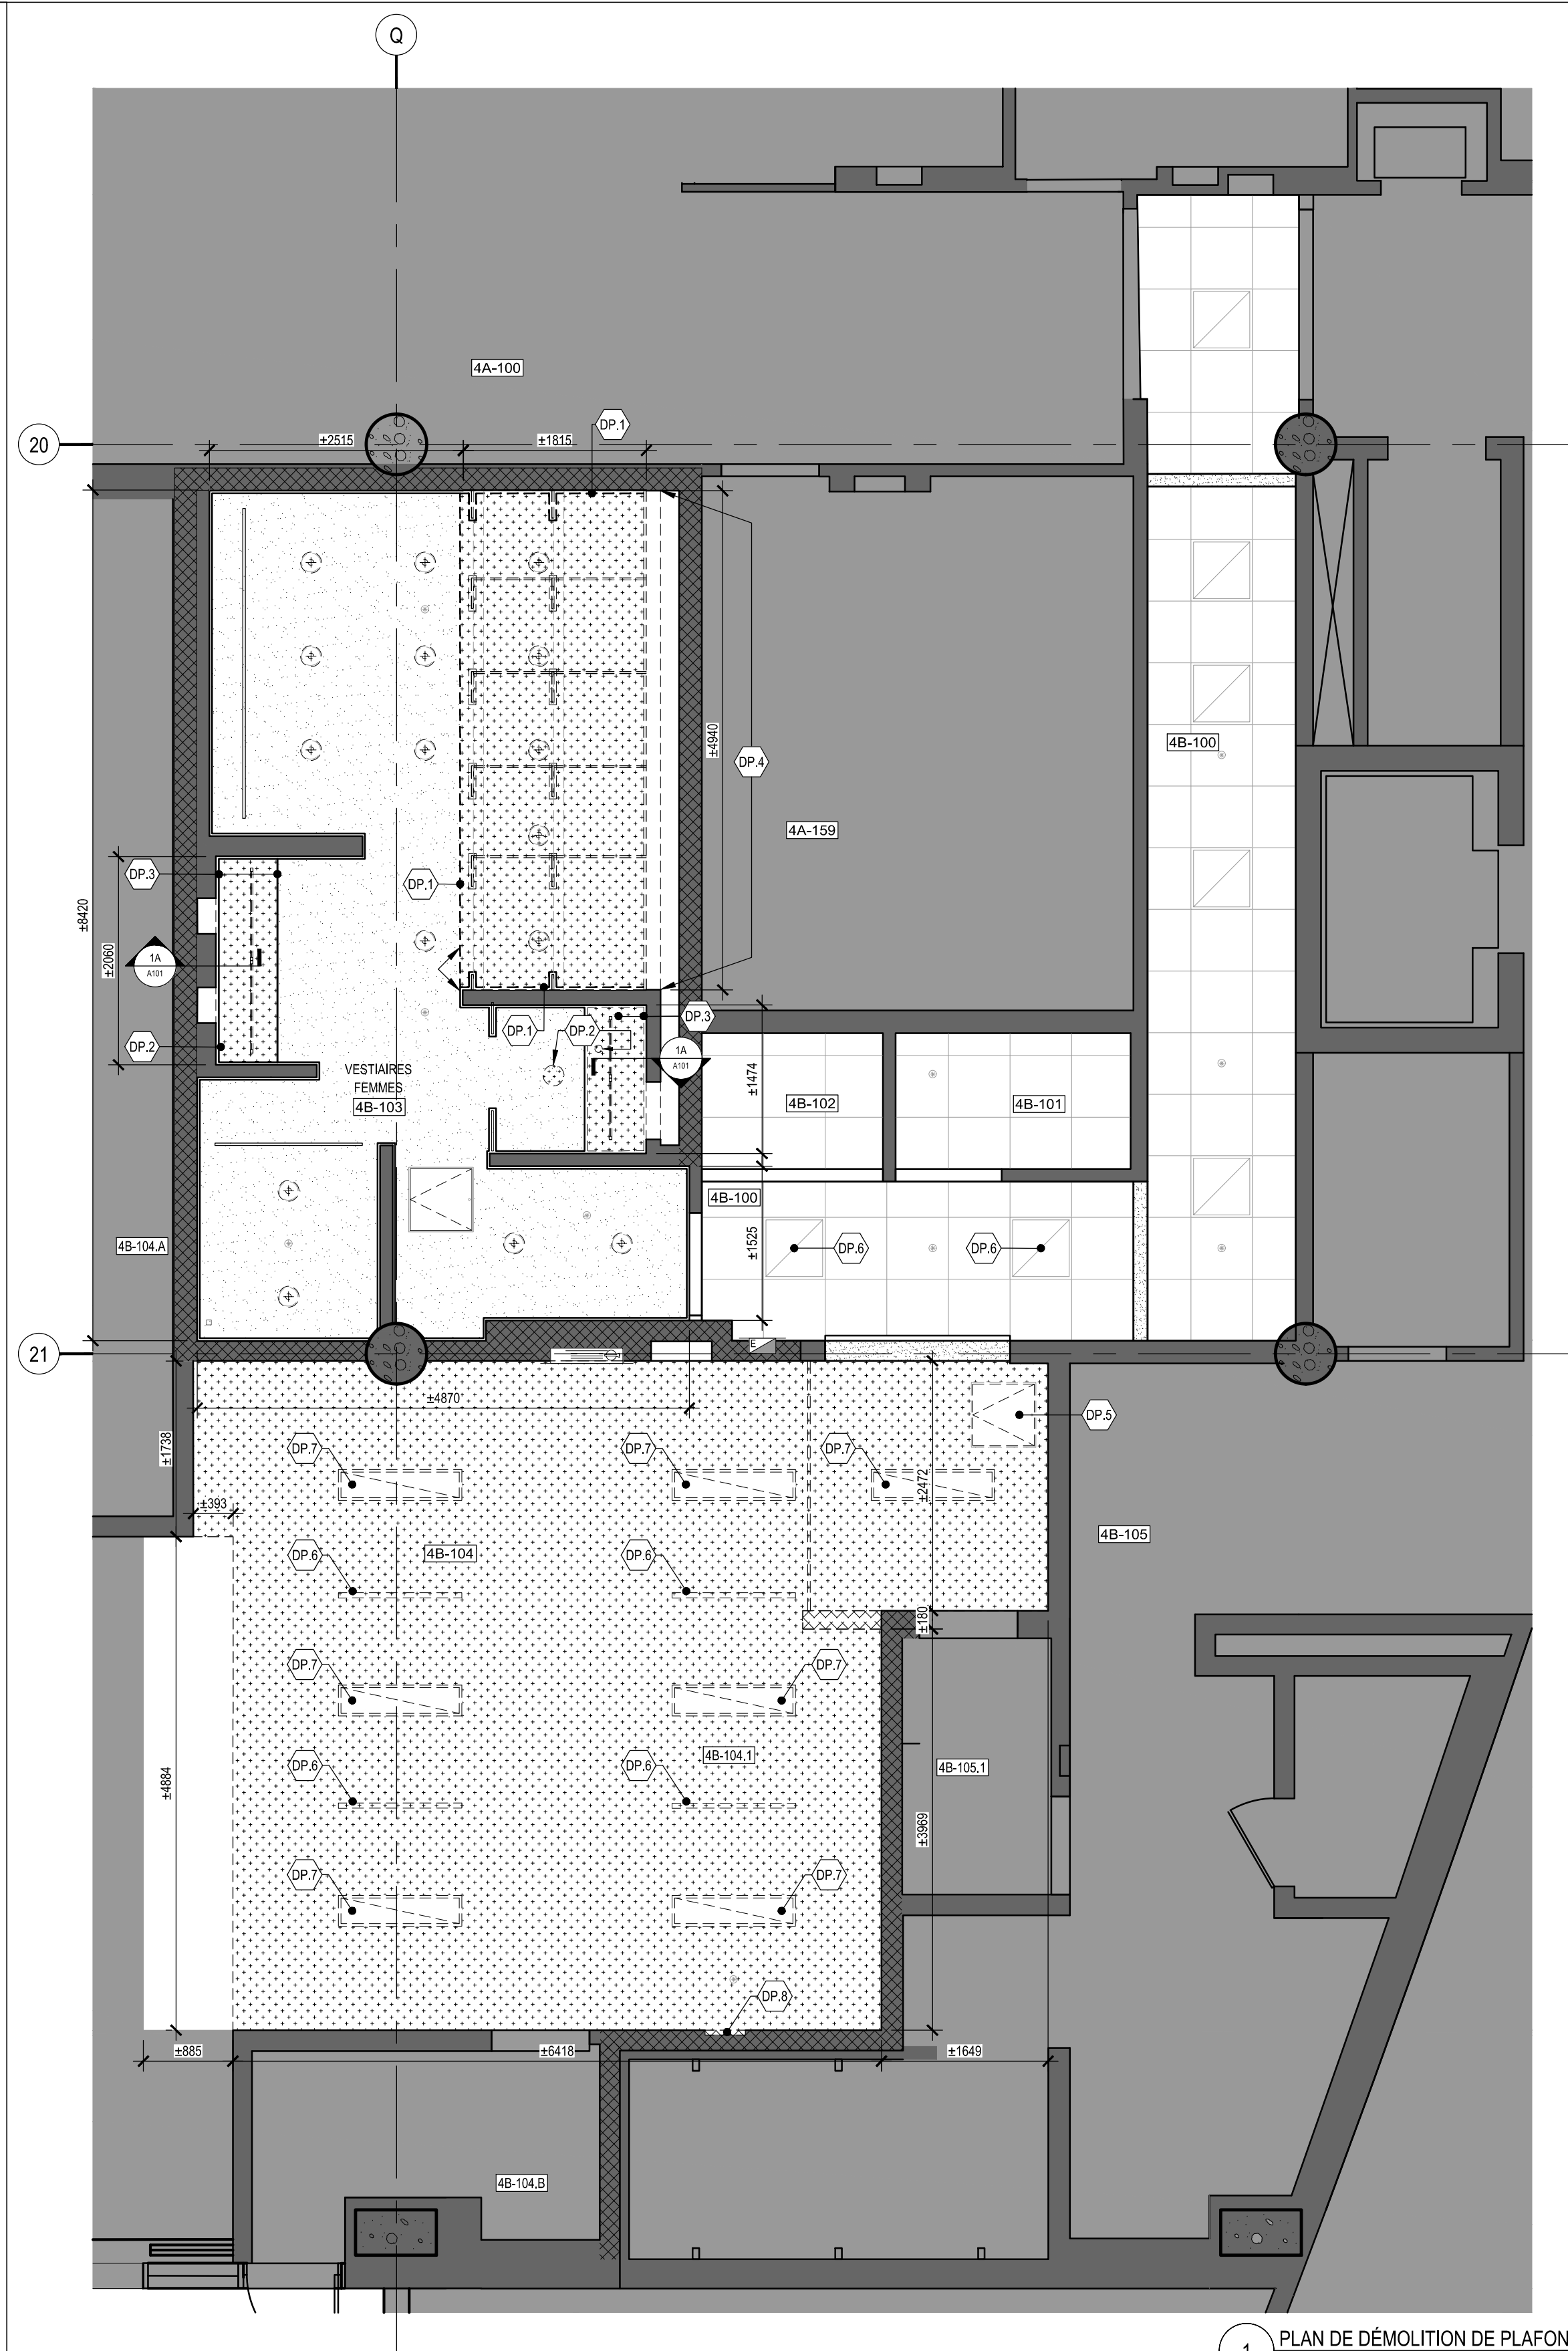 Q
4A-100
20
±2515
±1815
DP.1
4B-100
±4940
DP.4
4A-159
DP.3
DP.1
±8420
±2060
1A
A101
DP.1
DP.2
DP.3
DP.2
1A
A101
VESTIAIRES
FEMMES
4B-103
±1474
4B-102
4B-101
4B-100
±1525
4B-104.A
DP.6
DP.6
21
E
±4870
DP.5
±1738
DP.7
DP.7
DP.7
±2472
±393
4B-105
4B-104
DP.6
DP.6
±180
DP.7
DP.7
4B-104.1
4B-105.1
DP.6
DP.6
±4884
±3969
DP.7
DP.7
DP.8
±885
±6418
±1649
4B-104.B
1
PLAN DE DÉMOLITION DE PLAFON